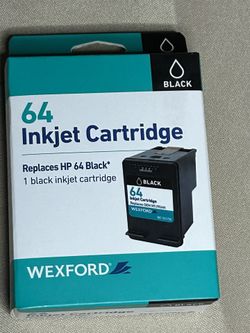 BLACK
64
Inkjet Cartridge
Replaces HP 64 Black*
1 black inkjet cartridge
BLACK
64
Inkjet Cartridge
WEXFORD
WEXFORD®